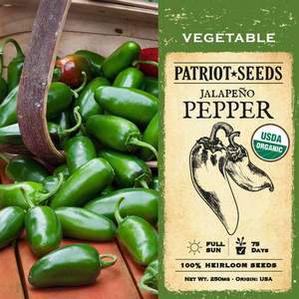 VEGETABLE
PATRIOT★SEEDS
JALAPEÑO
PEPPER
USDA
ORGANIC
FULL
SUN
75
DAYS
100% HEIRLOOM SEEDS
NET WT. 250MG • ORIGIN: USA